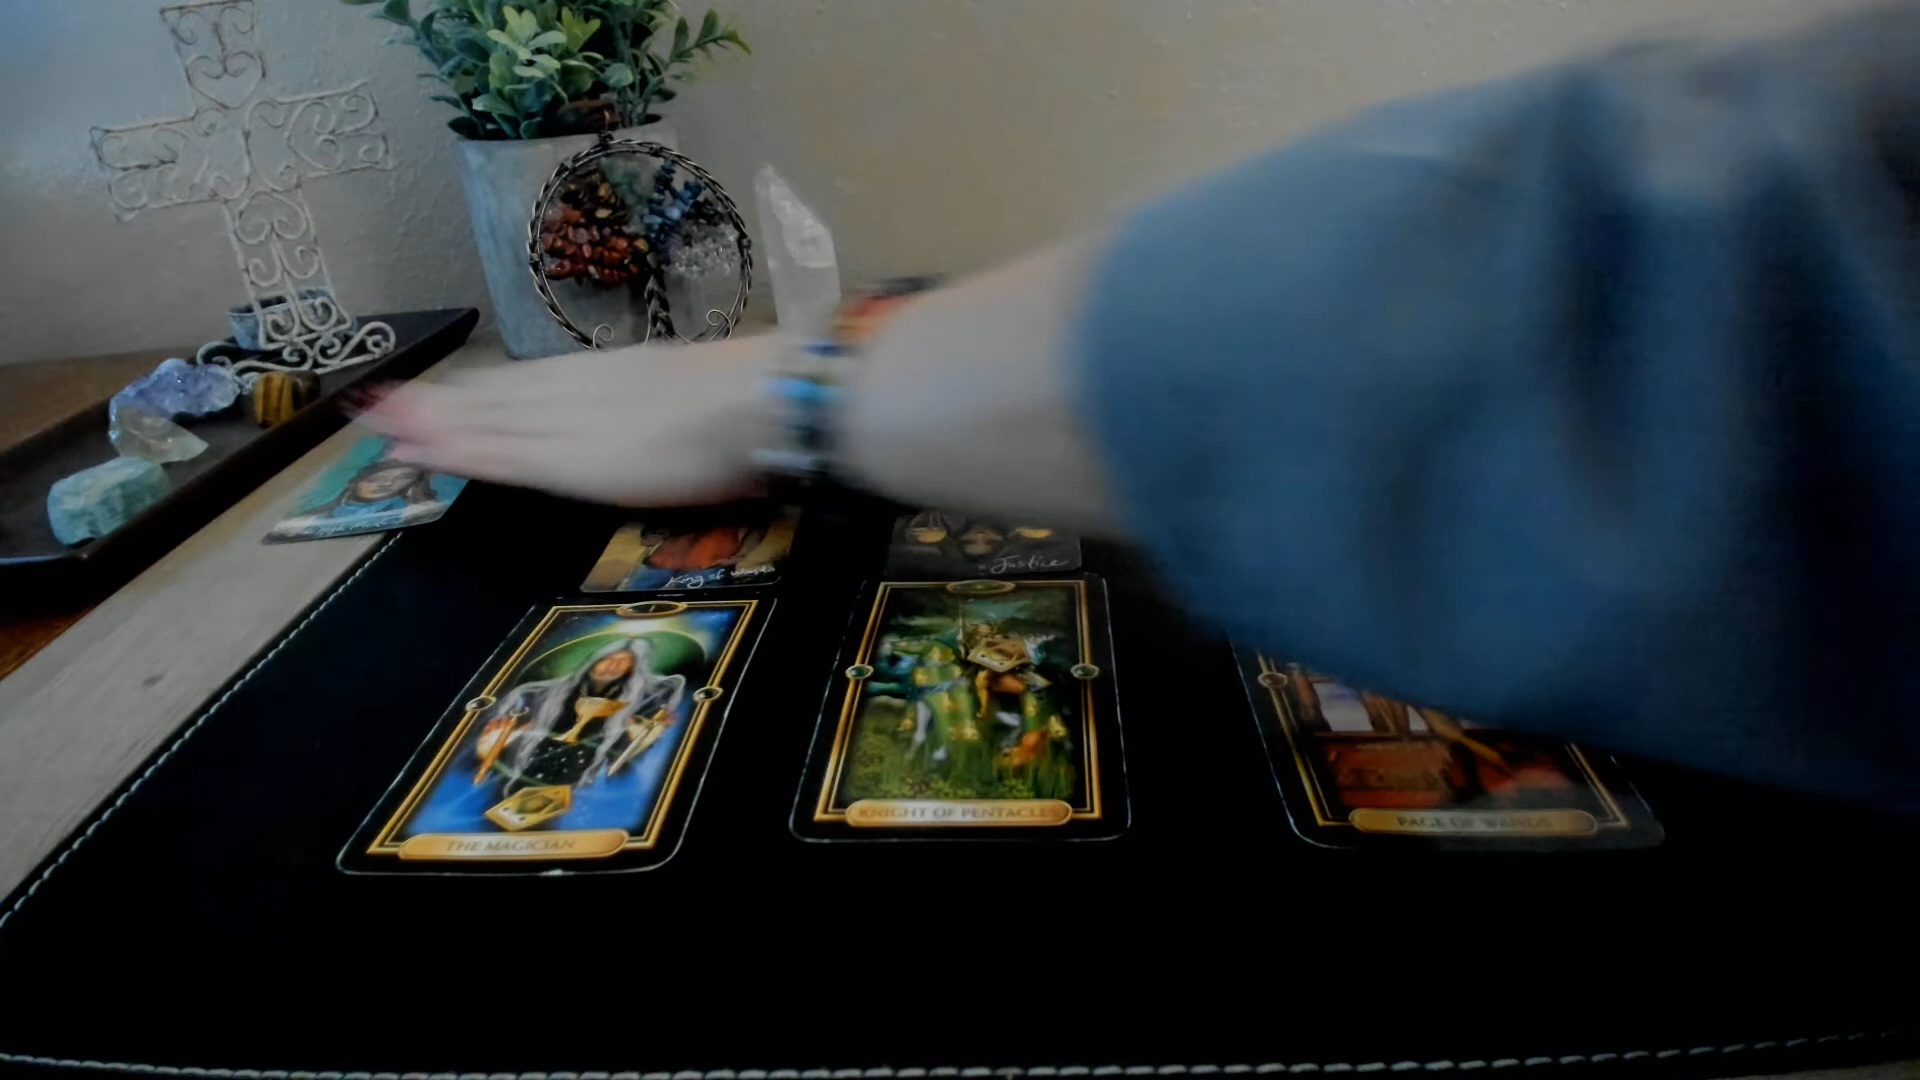 King of Wands
Justice
I
THE MAGICIAN
KNIGHT OF PENTACLES
PAGE OF WANDS